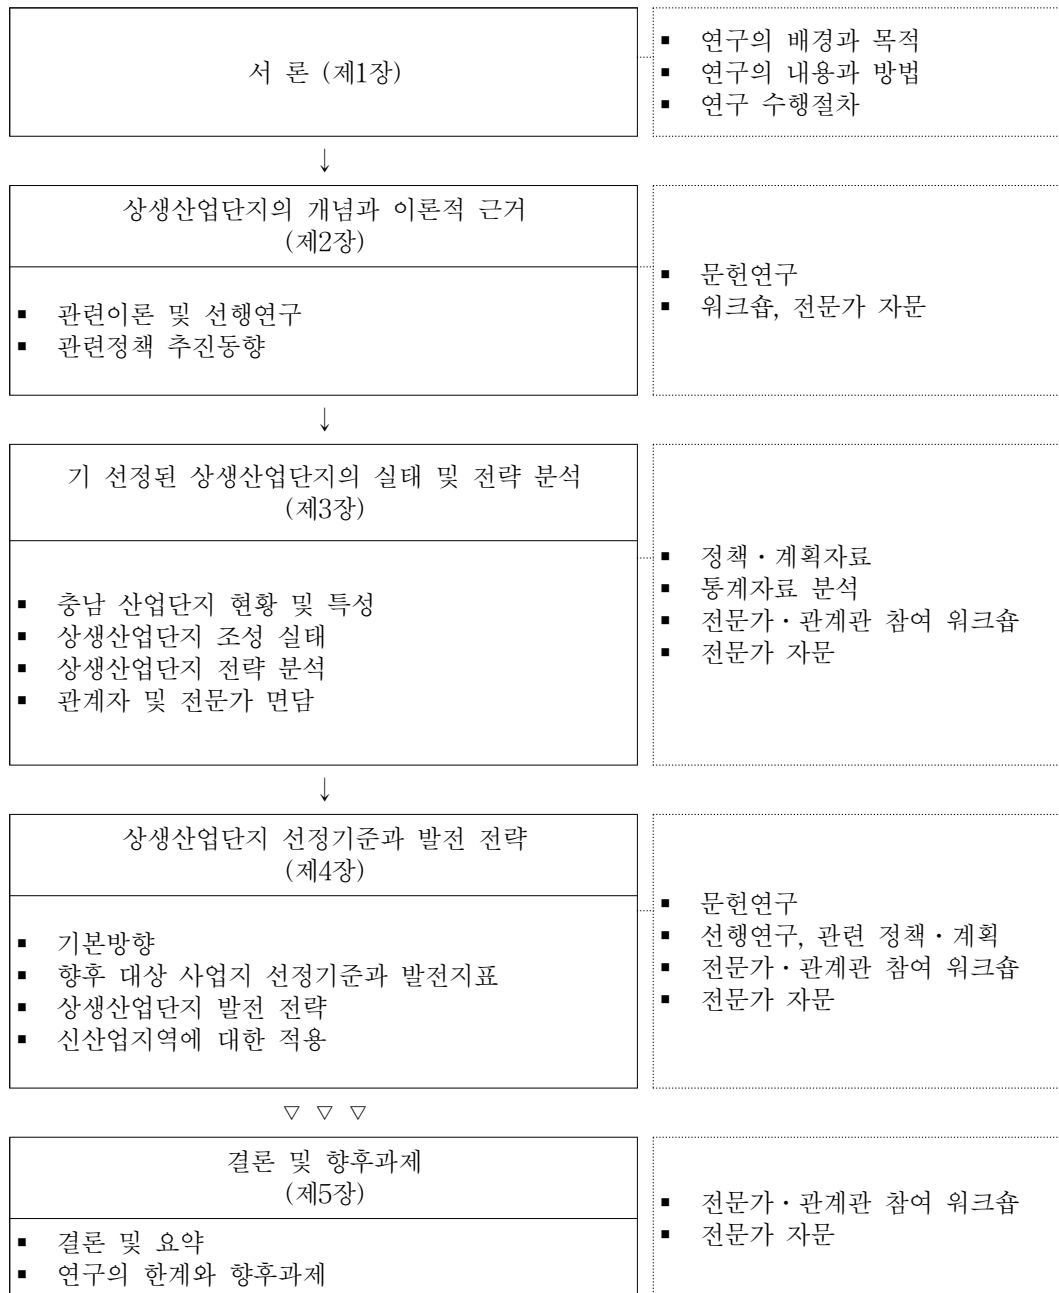 서 론 (제1장)
▪ 연구의 배경과 목적
▪ 연구의 내용과 방법
▪ 연구 수행절차
↓
상생산업단지의 개념과 이론적 근거
(제2장)
▪ 관련이론 및 선행연구
▪ 관련정책 추진동향
▪ 문헌연구
▪ 워크숍, 전문가 자문
↓
기 선정된 상생산업단지의 실태 및 전략 분석
(제3장)
▪ 충남 산업단지 현황 및 특성
▪ 상생산업단지 조성 실태
▪ 상생산업단지 전략 분석
▪ 관계자 및 전문가 면담
▪ 정책・계획자료
▪ 통계자료 분석
▪ 전문가・관계관 참여 워크숍
▪ 전문가 자문
↓
상생산업단지 선정기준과 발전 전략
(제4장)
▪ 기본방향
▪ 향후 대상 사업지 선정기준과 발전지표
▪ 상생산업단지 발전 전략
▪ 신산업지역에 대한 적용
▪ 문헌연구
▪ 선행연구, 관련 정책・계획
▪ 전문가・관계관 참여 워크숍
▪ 전문가 자문
▽ ▽ ▽
결론 및 향후과제
(제5장)
▪ 결론 및 요약
▪ 연구의 한계와 향후과제
▪ 전문가・관계관 참여 워크숍
▪ 전문가 자문